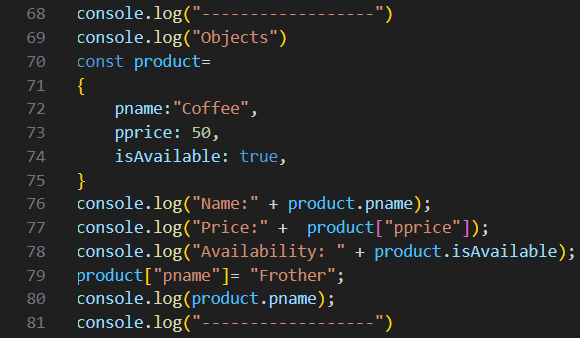 68 console.log("------------------")
69 console.log("Objects")
70 const product=
71 {
72 pname:"Coffee",
73 pprice: 50,
74 isAvailable: true,
75 }
76 console.log("Name:" + product.pname);
77 console.log("Price:" +  product["pprice"]);
78 console.log("Availability: " + product.isAvailable);
79 product["pname"]= "Frother";
80 console.log(product.pname);
81 console.log("------------------")